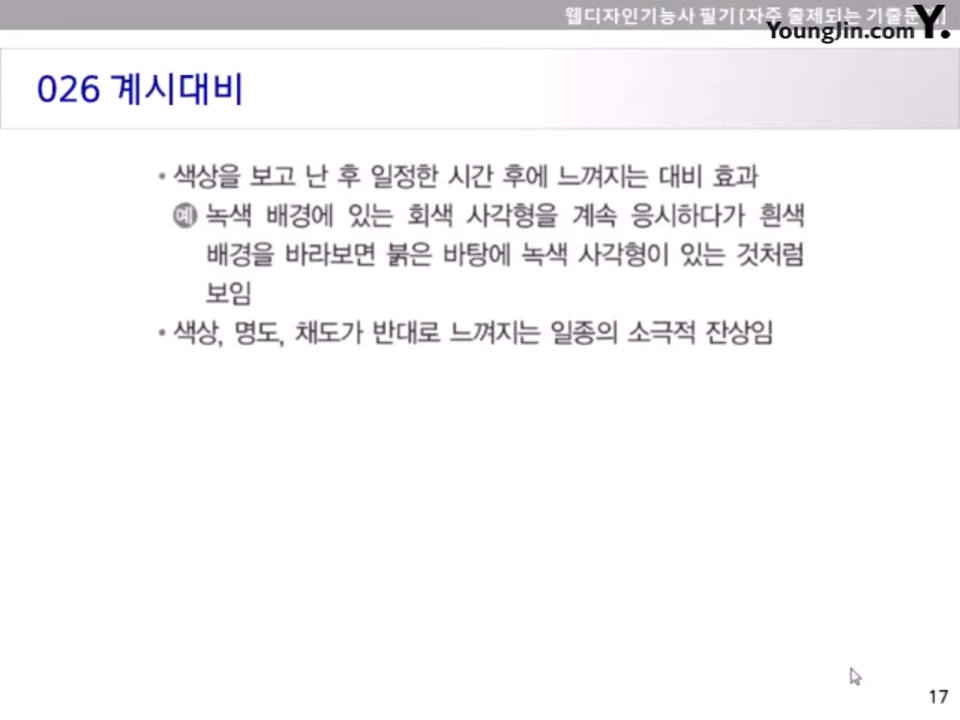 웹디자인기능사 필기 [자주 출제되는 기출문제]
YoungJin.com Y.
026 계시대비
• 색상을 보고 난 후 일정한 시간 후에 느껴지는 대비 효과
예 녹색 배경에 있는 회색 사각형을 계속 응시하다가 흰색
배경을 바라보면 붉은 바탕에 녹색 사각형이 있는 것처럼
보임
• 색상, 명도, 채도가 반대로 느껴지는 일종의 소극적 잔상임
17